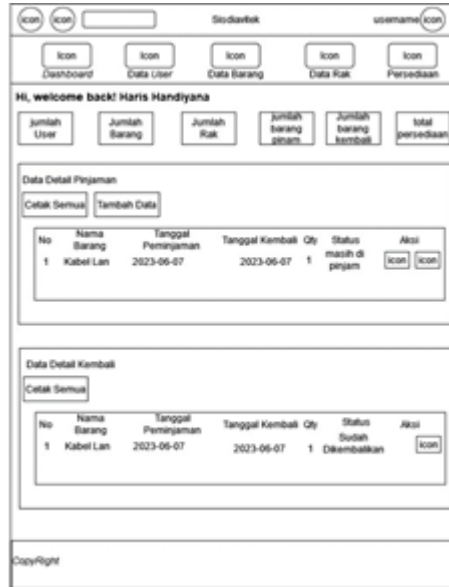 icon icon Sisdiavitek username icon
Icon Icon Icon Icon Icon
Dashboard Data User Data Barang Data Rak Persediaan
Hi, welcome back! Haris Handiyana
jumlah User
Jumlah Barang
Jumlah Rak
jumlah barang pinam
Jumlah barang kembali
total persediaan
Data Detail Pinjaman
Cetak Semua Tambah Data
No Nama Barang Tanggal Peminjaman Tanggal Kembali Qty Status Aksi
1 Kabel Lan 2023-06-07 2023-06-07 1 masih di pinjam icon icon
Data Detail Kembali
Cetak Semua
No Nama Barang Tanggal Peminjaman Tanggal Kembali Qty Status Aksi
1 Kabel Lan 2023-06-07 2023-06-07 1 Sudah Dikembalikan icon
CopyRight